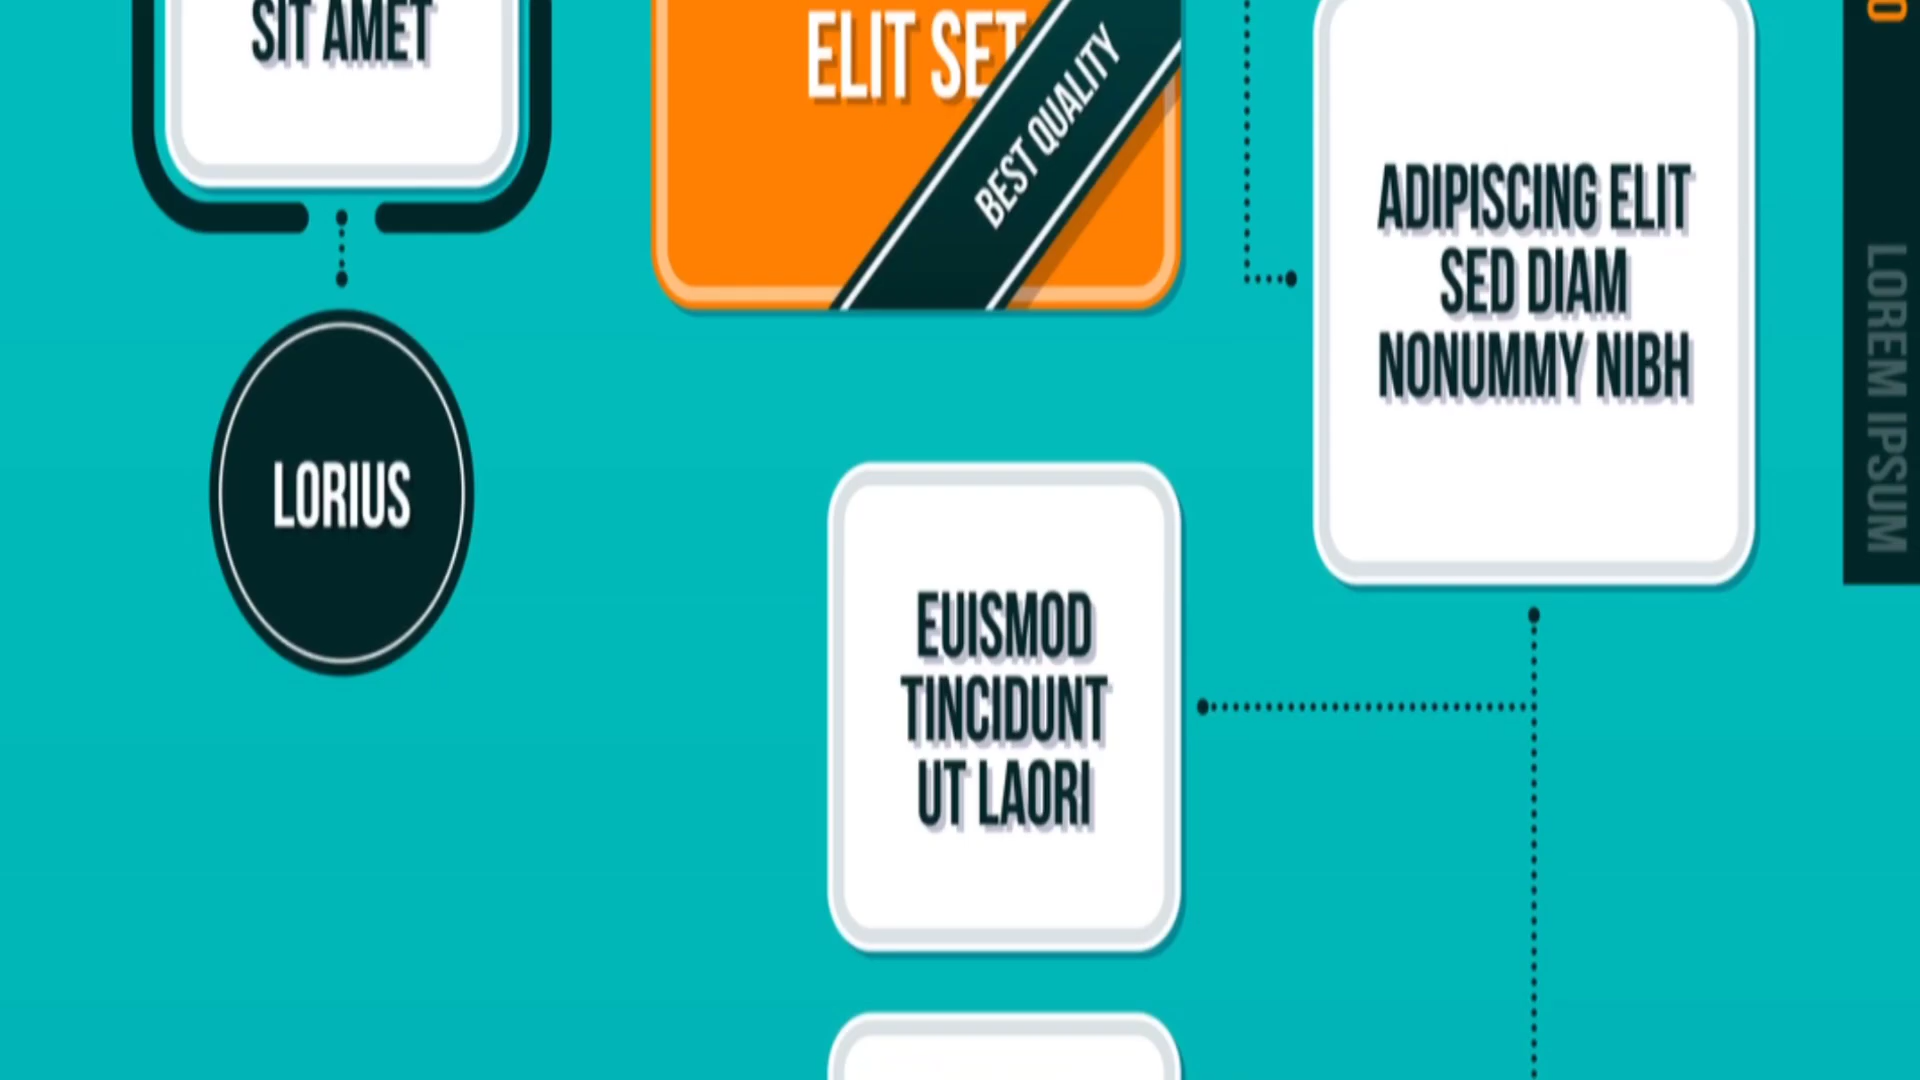 SIT AMET
ELIT SET
BEST QUALITY
ADIPISCING ELIT
SED DIAM
NONUMMY NIBH
LORIUS
EUISMOD
TINCIDUNT
UT LAORI
LOREM IPSUM